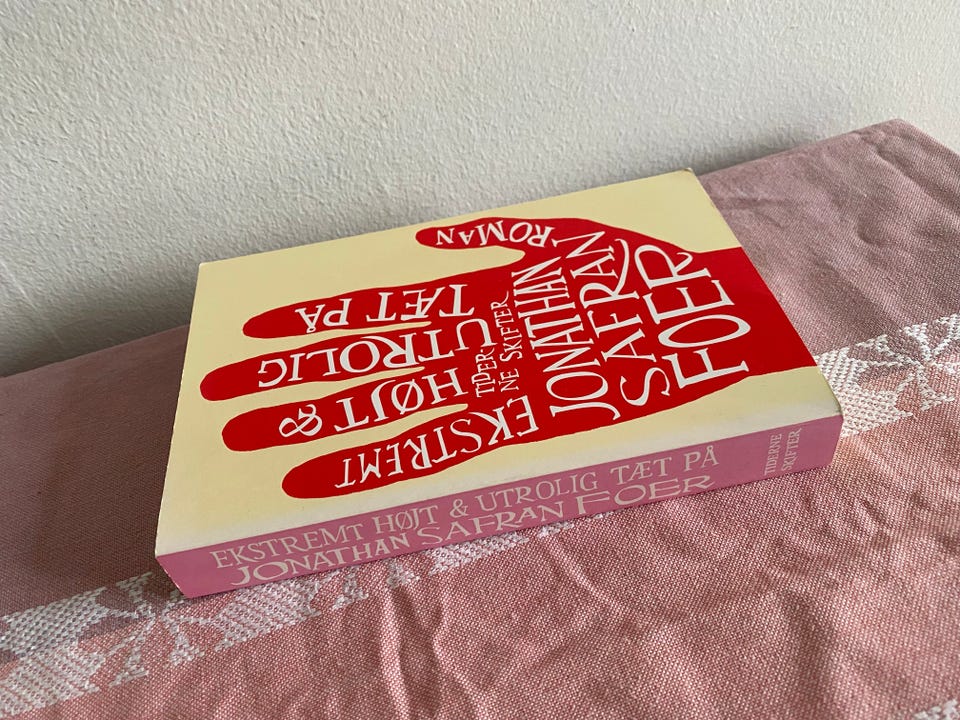 EKSTREMT
HØJT &
UTROLIG
TÆT PÅ
ROMAN
TIDER
NE SKIFTER
JONATHAN
SAFRAN
FOER
EKSTREMT HØJT & UTROLIG TÆT PÅ
JONATHAN SAFRAN FOER
TIDERNE
SKIFTER